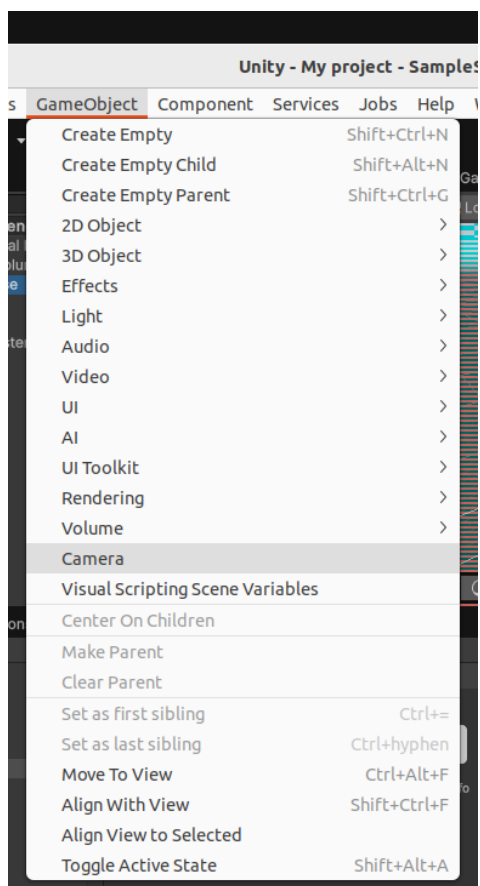 Unity - My project - Sample
GameObject Component Services Jobs Help
Create Empty Shift+Ctrl+N
Create Empty Child Shift+Alt+N
Create Empty Parent Shift+Ctrl+G
2D Object >
3D Object >
Effects >
Light >
Audio >
Video >
UI >
AI >
UI Toolkit >
Rendering >
Volume >
Camera
Visual Scripting Scene Variables
Center On Children
Make Parent
Clear Parent
Set as first sibling Ctrl+=
Set as last sibling Ctrl+hyphen
Move To View Ctrl+Alt+F
Align With View Shift+Ctrl+F
Align View to Selected
Toggle Active State Shift+Alt+A